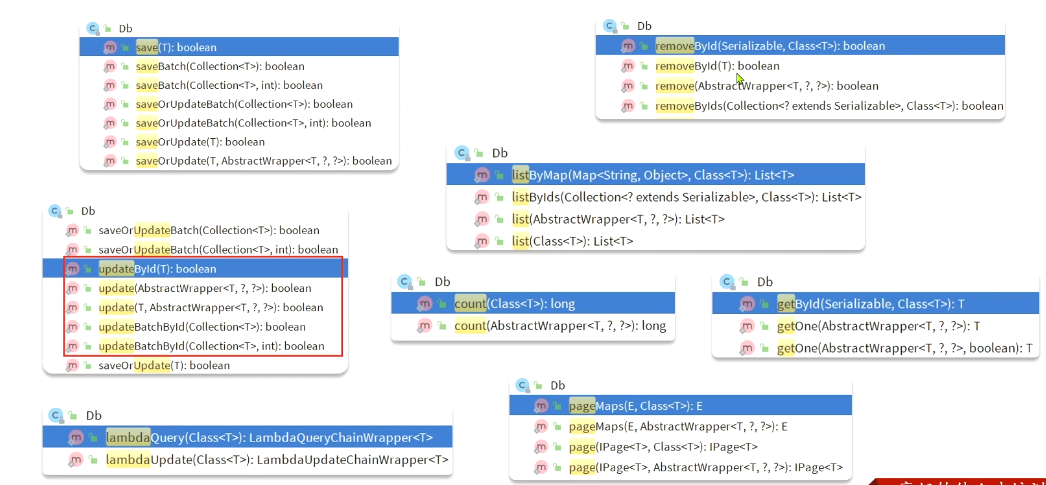 Db
save(T): boolean
saveBatch(Collection<T>): boolean
saveBatch(Collection<T>, int): boolean
saveOrUpdateBatch(Collection<T>): boolean
saveOrUpdateBatch(Collection<T>, int): boolean
saveOrUpdate(T): boolean
saveOrUpdate(T, AbstractWrapper<T, ?, ?>): boolean
Db
removeById(Serializable, Class<T>): boolean
removeById(T): boolean
remove(AbstractWrapper<T, ?, ?>): boolean
removeByIds(Collection<? extends Serializable>, Class<T>): boolean
Db
listByMap(Map<String, Object>, Class<T>): List<T>
listByIds(Collection<? extends Serializable>, Class<T>): List<T>
list(AbstractWrapper<T, ?, ?>): List<T>
list(Class<T>): List<T>
Db
saveOrUpdateBatch(Collection<T>): boolean
saveOrUpdateBatch(Collection<T>, int): boolean
updateById(T): boolean
update(AbstractWrapper<T, ?, ?>): boolean
update(T, AbstractWrapper<T, ?, ?>): boolean
updateBatchById(Collection<T>): boolean
updateBatchById(Collection<T>, int): boolean
saveOrUpdate(T): boolean
Db
count(Class<T>): long
count(AbstractWrapper<T, ?, ?>): long
Db
getById(Serializable, Class<T>): T
getOne(AbstractWrapper<T, ?, ?>): T
getOne(AbstractWrapper<T, ?, ?>, boolean): T
Db
lambdaQuery(Class<T>): LambdaQueryChainWrapper<T>
lambdaUpdate(Class<T>): LambdaUpdateChainWrapper<T>
Db
pageMaps(E, Class<T>): E
pageMaps(E, AbstractWrapper<T, ?, ?>): E
page(IPage<T>, Class<T>): IPage<T>
page(IPage<T>, AbstractWrapper<T, ?, ?>): IPage<T>